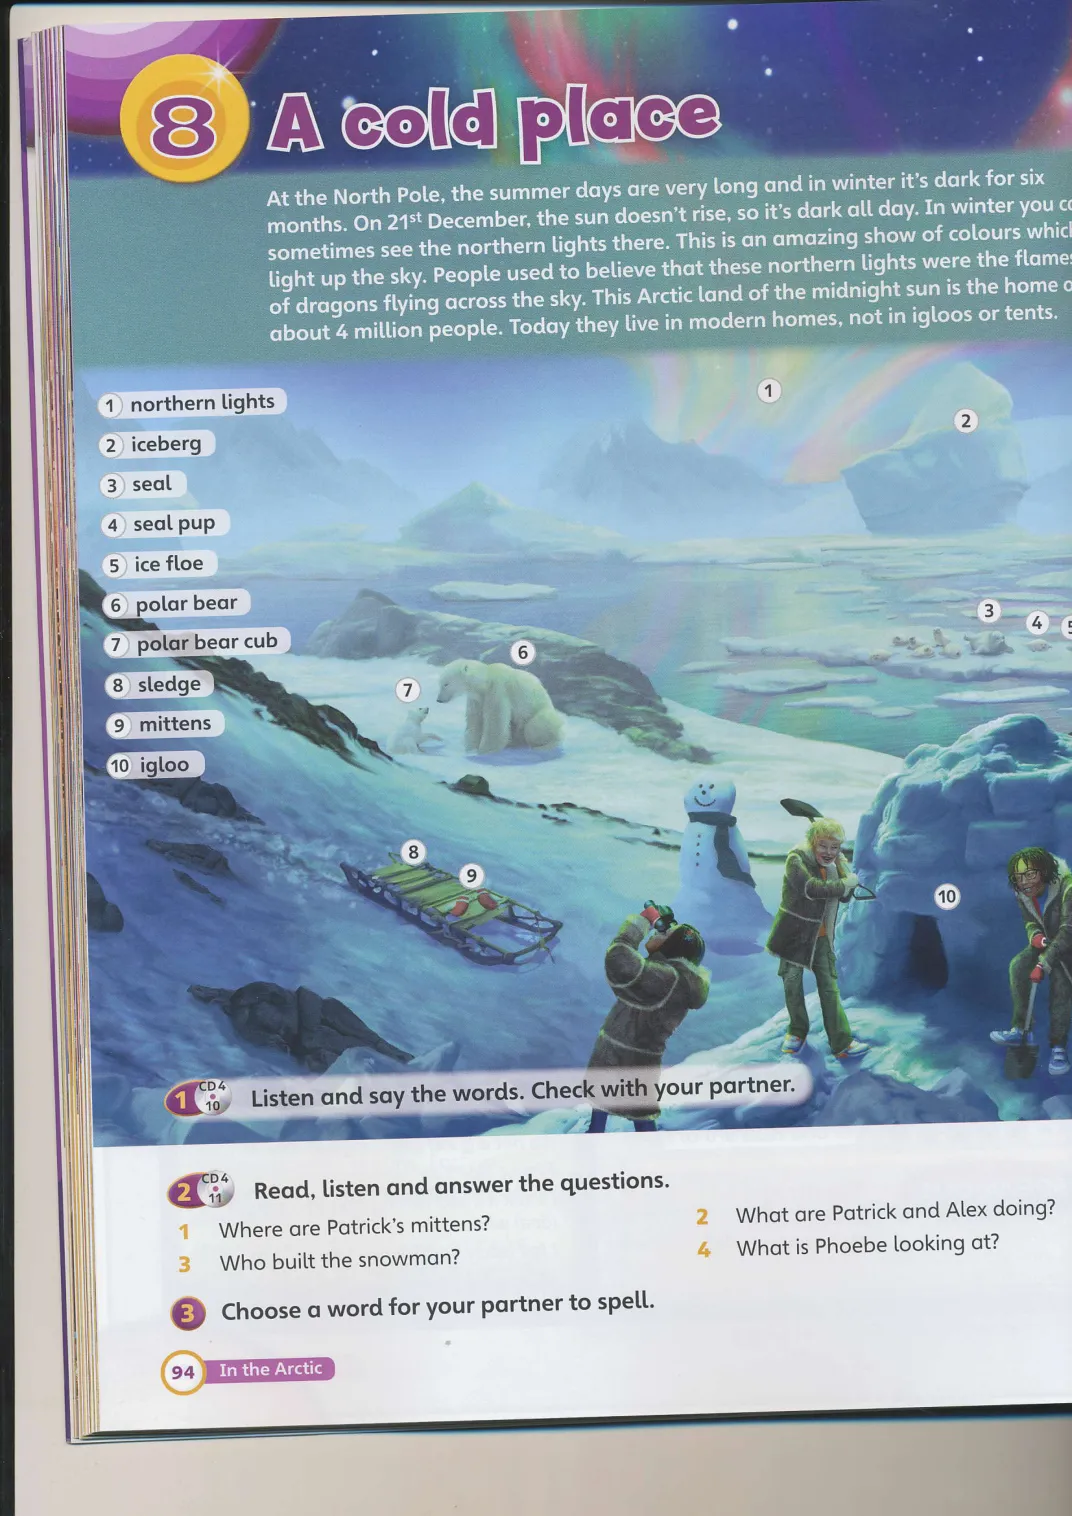 8 A cold place
At the North Pole, the summer days are very long and in winter it's dark for six
months. On 21st December, the sun doesn't rise, so it's dark all day. In winter you
sometimes see the northern lights there. This is an amazing show of colours
light up the sky. People used to believe that these northern lights were the
of dragons flying across the sky. This Arctic land of the midnight sun is the home
about 4 million people. Today they live in modern homes, not in igloos or tents.
1 northern lights
2 iceberg
3 seal
4 seal pup
5 ice floe
6 polar bear
7 polar bear cub
8 sledge
9 mittens
10 igloo
1
2
3
4
5
6
7
8
9
10
1 CD4 10 Listen and say the words. Check with your partner.
2 CD4 11 Read, listen and answer the questions.
1 Where are Patrick's mittens?
2 What are Patrick and Alex doing?
3 Who built the snowman?
4 What is Phoebe looking at?
3 Choose a word for your partner to spell.
94 In the Arctic